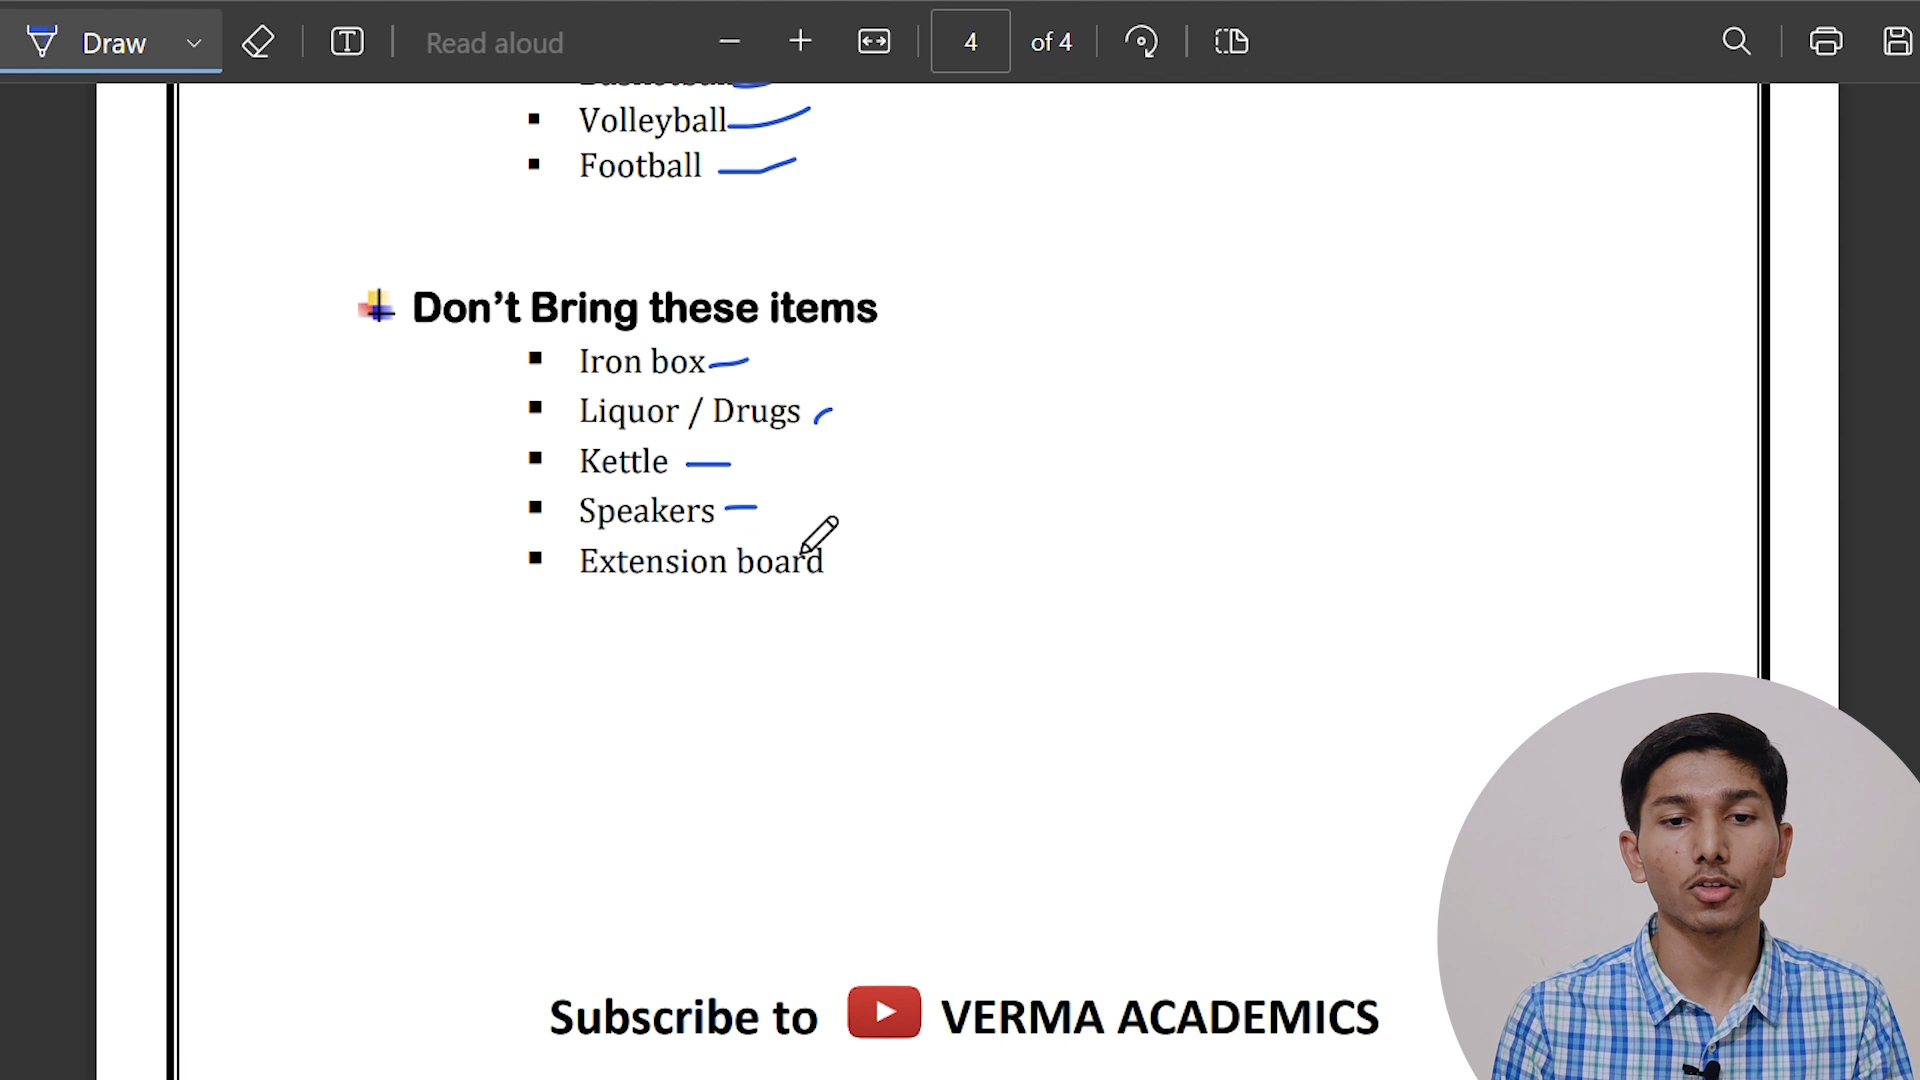 Draw
Read aloud
4 of 4
Volleyball
Football
Don't Bring these items
Iron box
Liquor / Drugs
Kettle
Speakers
Extension board
Subscribe to VERMA ACADEMICS